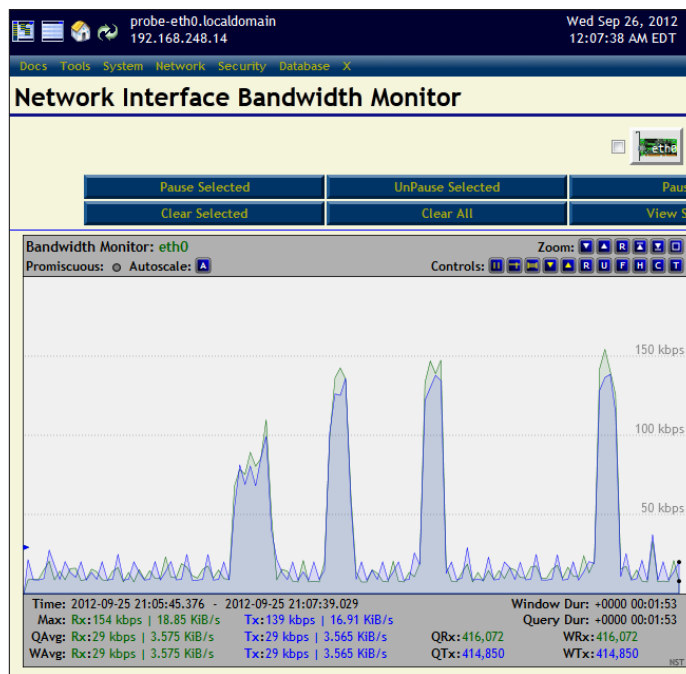 probe-eth0.localdomain
192.168.248.14
Wed Sep 26, 2012
12:07:38 AM EDT
Docs Tools System Network Security Database X
Network Interface Bandwidth Monitor
eth0
Pause Selected UnPause Selected Paus
Clear Selected Clear All View S
Bandwidth Monitor: eth0 Zoom: R
Promiscuous: Autoscale: A Controls: R U F H C T
150 kbps
100 kbps
50 kbps
Time: 2012-09-25 21:05:45.376 - 2012-09-25 21:07:39.029 Window Dur: +0000 00:01:53
Max: Rx:154 kbps | 18.85 KiB/s Tx:139 kbps | 16.91 KiB/s Query Dur: +0000 00:01:53
QAvg: Rx:29 kbps | 3.575 KiB/s Tx:29 kbps | 3.565 KiB/s QRx:416,072 WRx:416,072
WAvg: Rx:29 kbps | 3.575 KiB/s Tx:29 kbps | 3.565 KiB/s QTx:414,850 WTx:414,850
NST